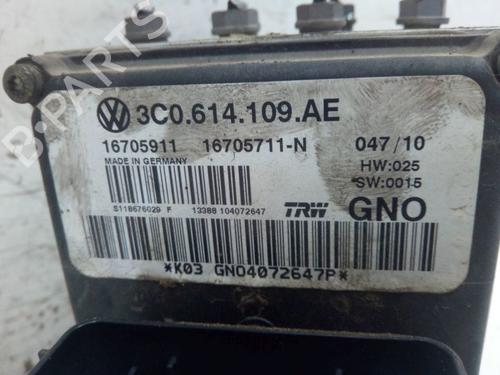 3C0.614.109.AE
16705911 16705711-N 047/10
MADE IN GERMANY HW:025
SW:0015
S118676029 F 13388 104072647 TRW GNO
*K03 GNO4072647P*
B-PARTS